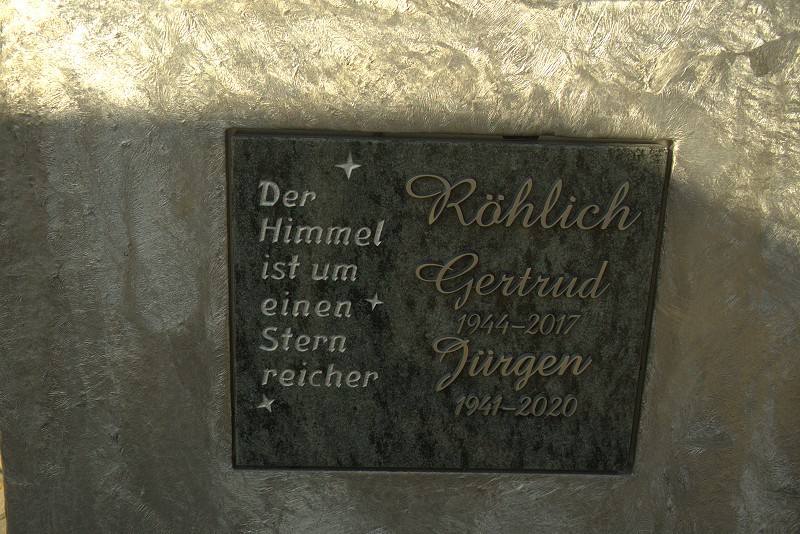 Der
Himmel
ist um
einen
Stern
reicher
Röhlich
Gertrud
1944–2017
Jürgen
1941–2020